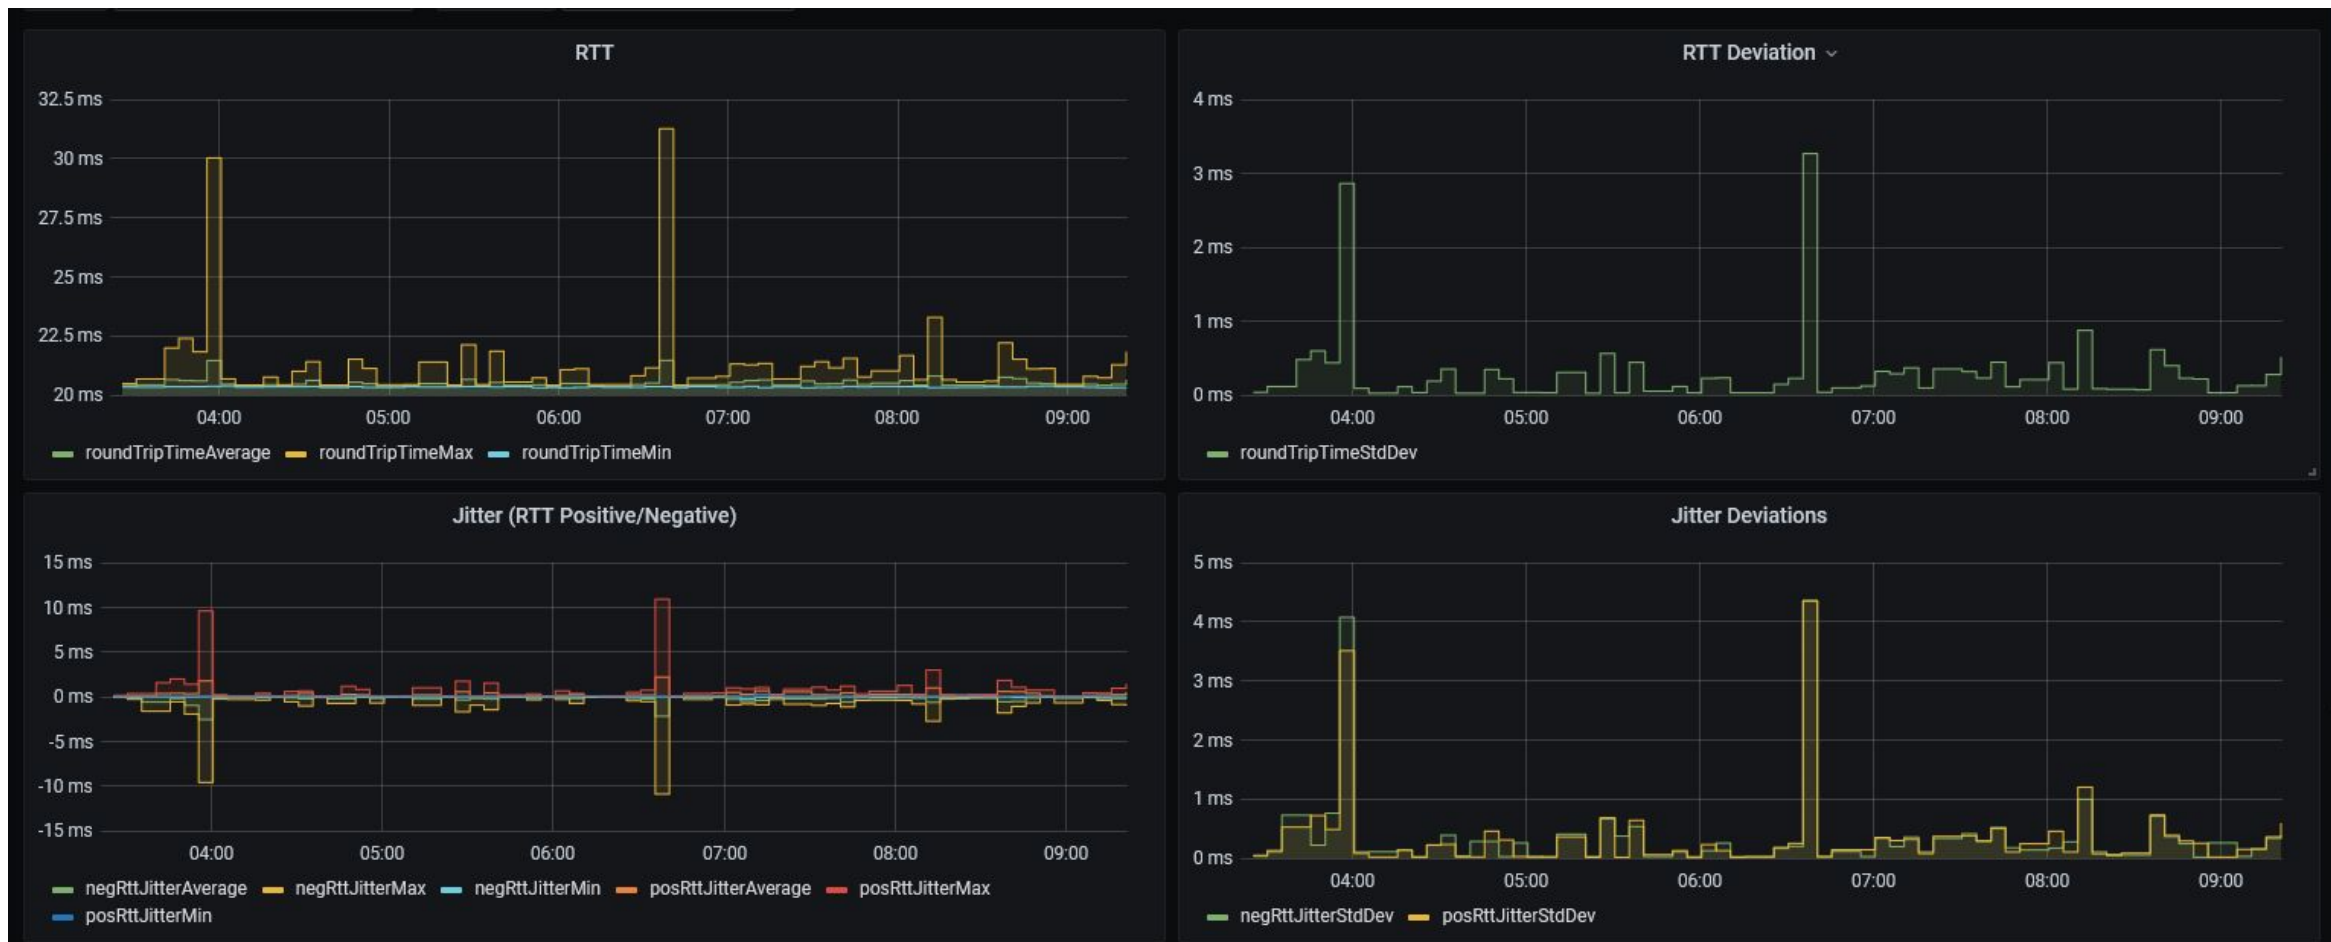 RTT
32.5 ms
30 ms
27.5 ms
25 ms
22.5 ms
20 ms
04:00 05:00 06:00 07:00 08:00 09:00
roundTripTimeAverage roundTripTimeMax roundTripTimeMin
RTT Deviation
4 ms
3 ms
2 ms
1 ms
0 ms
04:00 05:00 06:00 07:00 08:00 09:00
roundTripTimeStdDev
Jitter (RTT Positive/Negative)
15 ms
10 ms
5 ms
0 ms
-5 ms
-10 ms
-15 ms
04:00 05:00 06:00 07:00 08:00 09:00
negRttJitterAverage negRttJitterMax negRttJitterMin posRttJitterAverage posRttJitterMax
posRttJitterMin
Jitter Deviations
5 ms
4 ms
3 ms
2 ms
1 ms
0 ms
04:00 05:00 06:00 07:00 08:00 09:00
negRttJitterStdDev posRttJitterStdDev